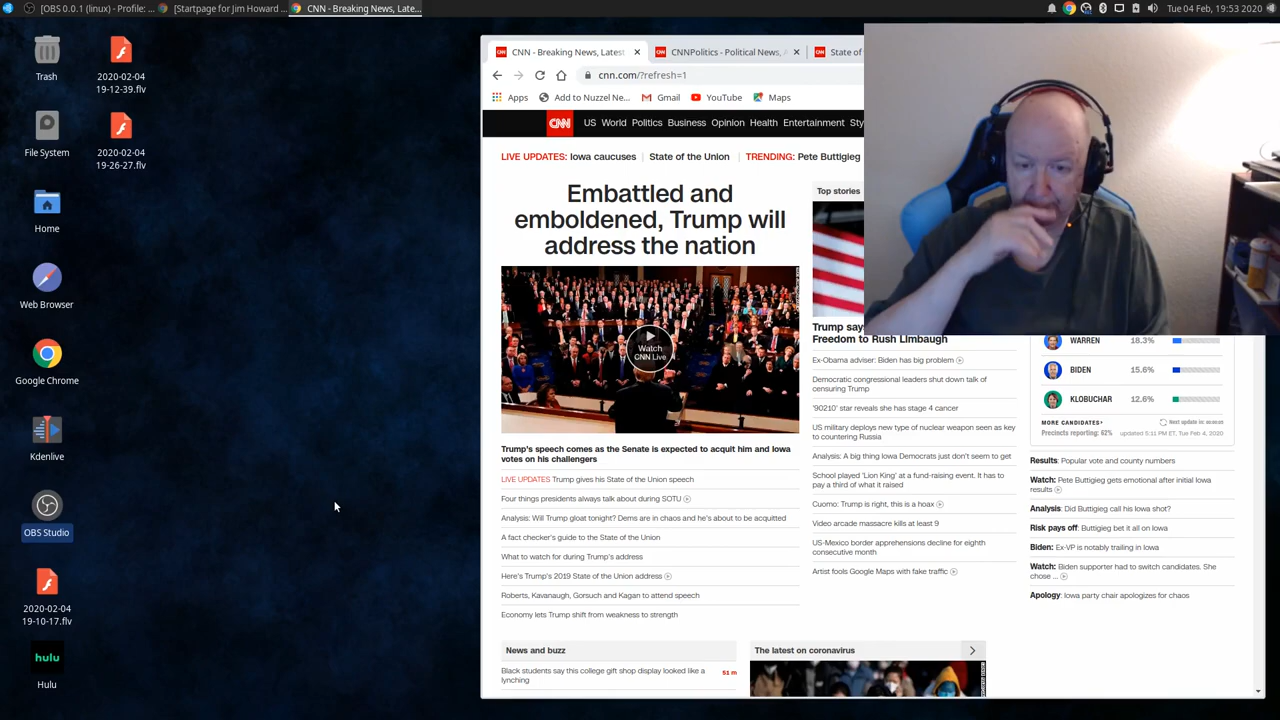 [OBS 0.0.1 (linux) - Profile: ...
[Startpage for Jim Howard ...
CNN - Breaking News, Late...
Tue 04 Feb, 19:53 2020
Trash
2020-02-04
19-12-39.flv
File System
2020-02-04
19-26-27.flv
Home
Web Browser
Google Chrome
Kdenlive
OBS Studio
2020-02-04
19-10-17.flv
hulu
Hulu
CNN - Breaking News, Latest
CNNPolitics - Political News, A
State of
cnn.com/?refresh=1
Apps
Add to Nuzzel Ne...
Gmail
YouTube
Maps
CNN
US World Politics Business Opinion Health Entertainment Sty
LIVE UPDATES: Iowa caucuses
State of the Union
TRENDING: Pete Buttigieg
Embattled and
emboldened, Trump will
address the nation
Watch
CNN Live
Trump's speech comes as the Senate is expected to acquit him and Iowa
votes on his challengers
LIVE UPDATES Trump gives his State of the Union speech
Four things presidents always talk about during SOTU
Analysis: Will Trump gloat tonight? Dems are in chaos and he's about to be acquitted
A fact checker's guide to the State of the Union
What to watch for during Trump's address
Here's Trump's 2019 State of the Union address
Roberts, Kavanaugh, Gorsuch and Kagan to attend speech
Economy lets Trump shift from weakness to strength
Top stories
Trump say
Freedom to Rush Limbaugh
Ex-Obama adviser: Biden has big problem
Democratic congressional leaders shut down talk of
censuring Trump
'90210' star reveals she has stage 4 cancer
US military deploys new type of nuclear weapon seen as key
to countering Russia
Analysis: A big thing Iowa Democrats just don't seem to get
School played 'Lion King' at a fund-raising event. It has to
pay a third of what it raised
Cuomo: Trump is right, this is a hoax
Video arcade massacre kills at least 9
US-Mexico border apprehensions decline for eighth
consecutive month
Artist fools Google Maps with fake traffic
WARREN 18.3%
BIDEN 15.6%
KLOBUCHAR 12.6%
MORE CANDIDATES
Precincts reporting: 62%
updated 5:11 PM ET, Tue Feb 4, 2020
Results: Popular vote and county numbers
Watch: Pete Buttigieg gets emotional after initial Iowa
results
Analysis: Did Buttigieg call his Iowa shot?
Risk pays off: Buttigieg bet it all on Iowa
Biden: Ex-VP is notably trailing in Iowa
Watch: Biden supporter had to switch candidates. She
chose ...
Apology: Iowa party chair apologizes for chaos
News and buzz
Black students say this college gift shop display looked like a
lynching
51 m
The latest on coronavirus